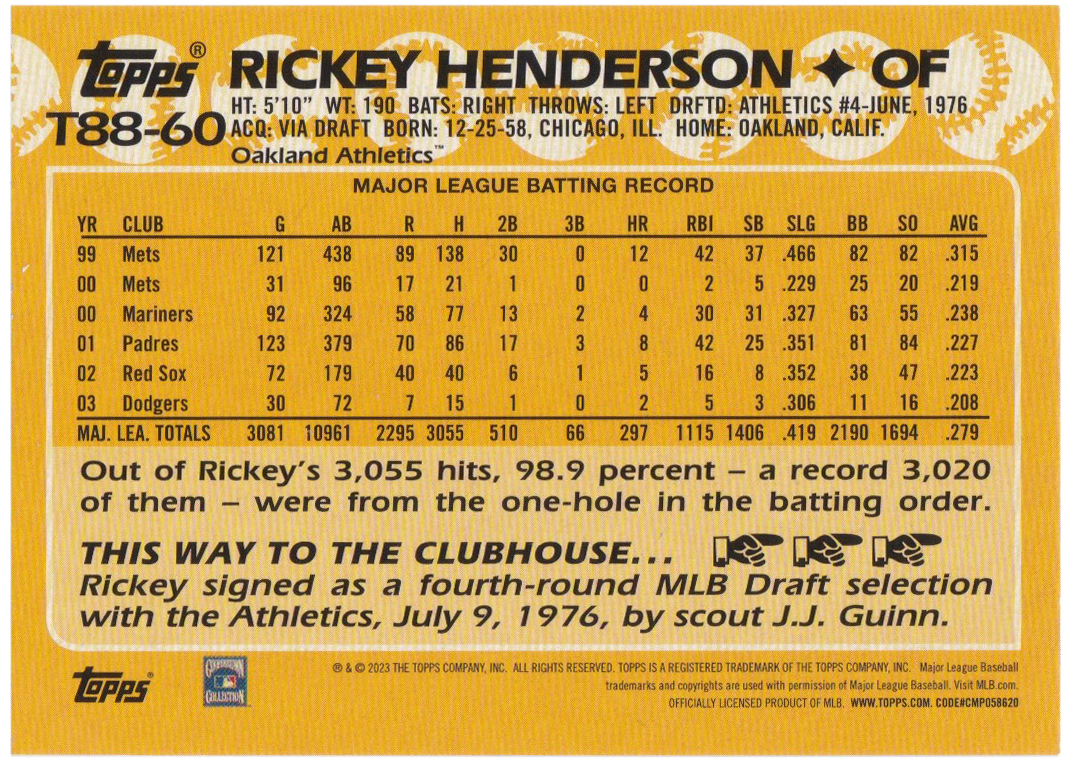 Topps® RICKEY HENDERSON ✦ OF
T88-60
HT: 5'10" WT: 190 BATS: RIGHT THROWS: LEFT DRFTD: ATHLETICS #4-JUNE, 1976
ACQ: VIA DRAFT BORN: 12-25-58, CHICAGO, ILL. HOME: OAKLAND, CALIF.
Oakland Athletics™
MAJOR LEAGUE BATTING RECORD
YR CLUB G AB R H 2B 3B HR RBI SB SLG BB SO AVG
99 Mets 121 438 89 138 30 0 12 42 37 .466 82 82 .315
00 Mets 31 96 17 21 1 0 0 2 5 .229 25 20 .219
00 Mariners 92 324 58 77 13 2 4 30 31 .327 63 55 .238
01 Padres 123 379 70 86 17 3 8 42 25 .351 81 84 .227
02 Red Sox 72 179 40 40 6 1 5 16 8 .352 38 47 .223
03 Dodgers 30 72 7 15 1 0 2 5 3 .306 11 16 .208
MAJ. LEA. TOTALS 3081 10961 2295 3055 510 66 297 1115 1406 .419 2190 1694 .279
Out of Rickey's 3,055 hits, 98.9 percent – a record 3,020
of them – were from the one-hole in the batting order.
THIS WAY TO THE CLUBHOUSE...
Rickey signed as a fourth-round MLB Draft selection
with the Athletics, July 9, 1976, by scout J.J. Guinn.
Topps®
COOPERSTOWN
COLLECTION
® & © 2023 THE TOPPS COMPANY, INC. ALL RIGHTS RESERVED. TOPPS IS A REGISTERED TRADEMARK OF THE TOPPS COMPANY, INC. Major League Baseball
trademarks and copyrights are used with permission of Major League Baseball. Visit MLB.com.
OFFICIALLY LICENSED PRODUCT OF MLB. WWW.TOPPS.COM. CODE#CMP058620